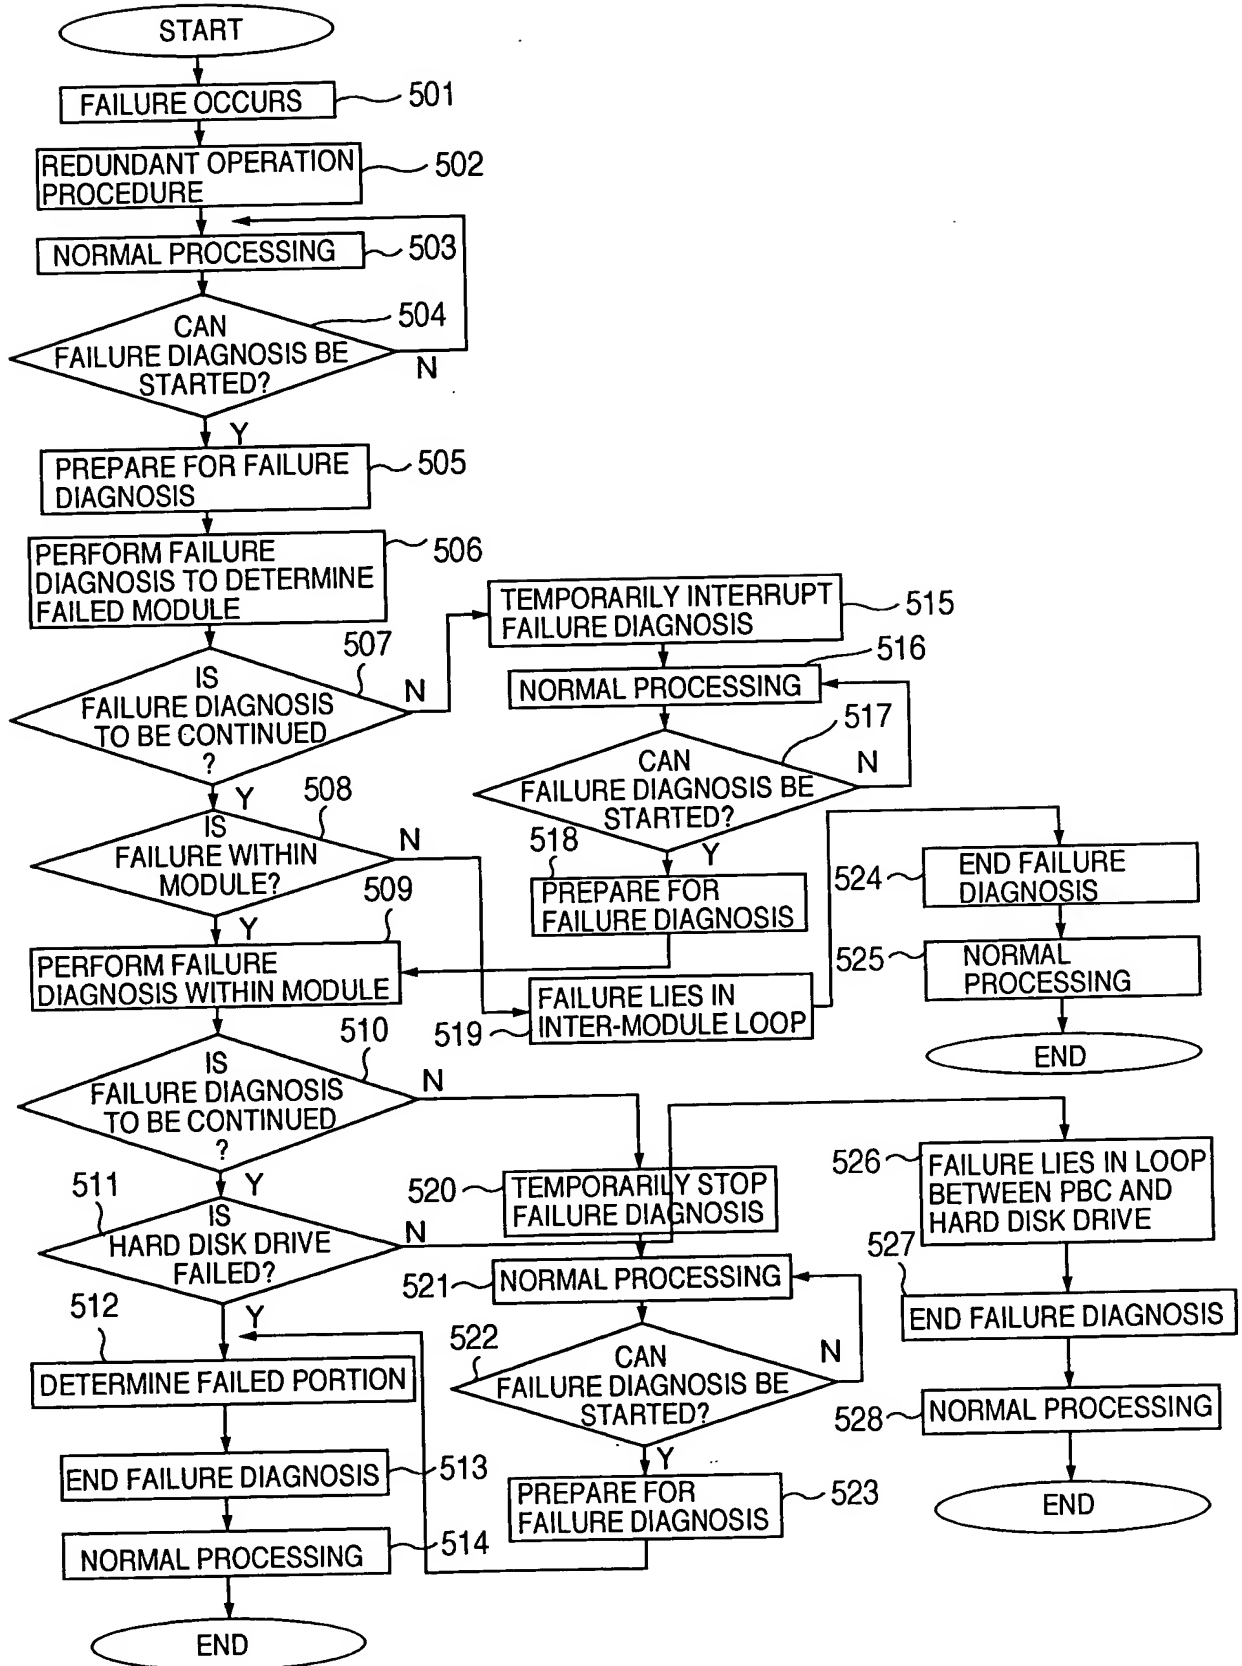 START
FAILURE OCCURS
501
REDUNDANT OPERATION
PROCEDURE
502
NORMAL PROCESSING
503
CAN
FAILURE DIAGNOSIS BE
STARTED?
504
N
Y
PREPARE FOR FAILURE
DIAGNOSIS
505
PERFORM FAILURE
DIAGNOSIS TO DETERMINE
FAILED MODULE
506
IS
FAILURE DIAGNOSIS
TO BE CONTINUED
?
507
N
Y
IS
FAILURE WITHIN
MODULE?
508
N
Y
PERFORM FAILURE
DIAGNOSIS WITHIN MODULE
509
IS
FAILURE DIAGNOSIS
TO BE CONTINUED
?
510
N
Y
511
IS
HARD DISK DRIVE
FAILED?
N
Y
512
DETERMINE FAILED PORTION
END FAILURE DIAGNOSIS
513
NORMAL PROCESSING
514
END
TEMPORARILY INTERRUPT
FAILURE DIAGNOSIS
515
516
NORMAL PROCESSING
517
CAN
FAILURE DIAGNOSIS BE
STARTED?
N
Y
518
PREPARE FOR
FAILURE DIAGNOSIS
519
FAILURE LIES IN
INTER-MODULE LOOP
520
TEMPORARILY STOP
FAILURE DIAGNOSIS
521
NORMAL PROCESSING
522
CAN
FAILURE DIAGNOSIS BE
STARTED?
N
Y
PREPARE FOR
FAILURE DIAGNOSIS
523
524
END FAILURE
DIAGNOSIS
525
NORMAL
PROCESSING
END
526
FAILURE LIES IN LOOP
BETWEEN PBC AND
HARD DISK DRIVE
527
END FAILURE DIAGNOSIS
528
NORMAL PROCESSING
END